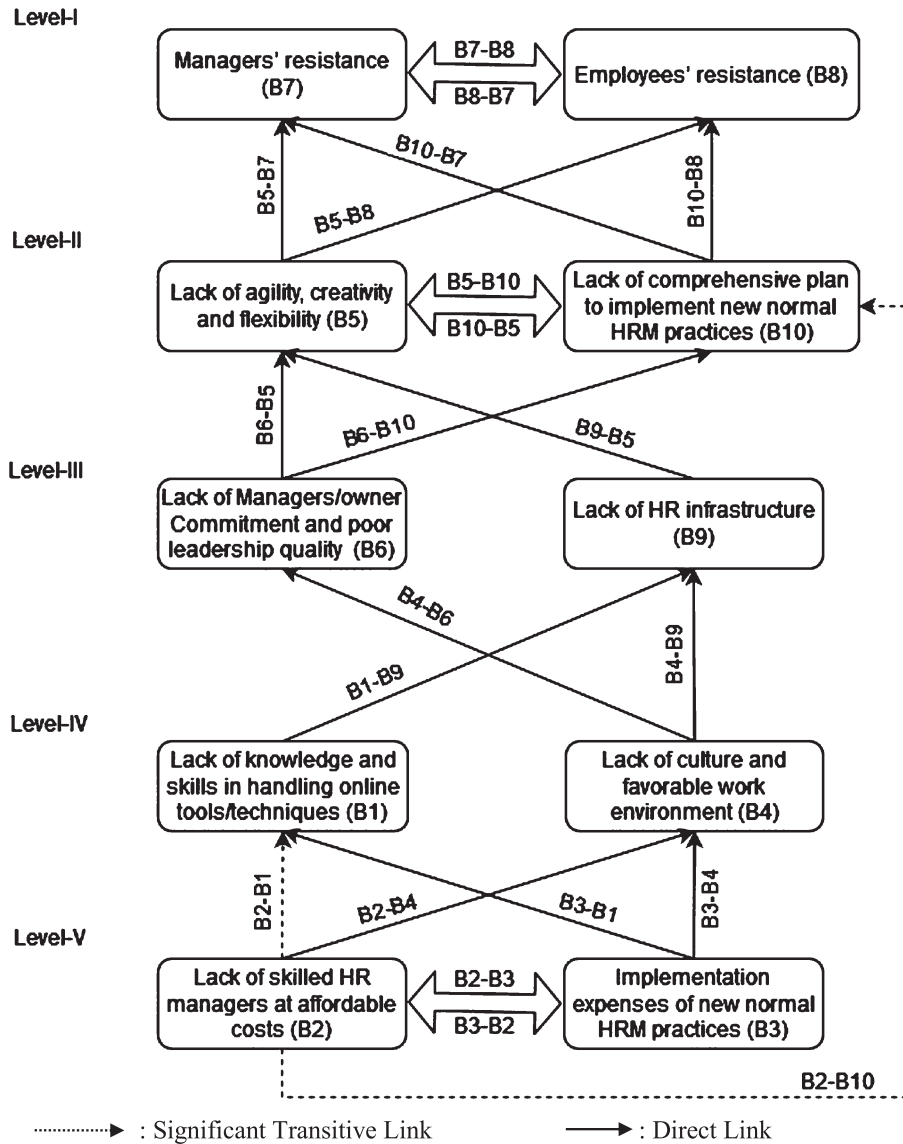 Level-I
Managers' resistance
(B7)
B7-B8
B8-B7
Employees' resistance (B8)
B5-B7
B5-B8
B10-B7
B10-B8
Level-II
Lack of agility, creativity
and flexibility (B5)
B5-B10
B10-B5
Lack of comprehensive plan
to implement new normal
HRM practices (B10)
B6-B5
B6-B10
B9-B5
Level-III
Lack of Managers/owner
Commitment and poor
leadership quality (B6)
Lack of HR infrastructure
(B9)
B4-B6
B1-B9
B4-B9
Level-IV
Lack of knowledge and
skills in handling online
tools/techniques (B1)
Lack of culture and
favorable work
environment (B4)
B2-B1
B2-B4
B3-B1
B3-B4
Level-V
Lack of skilled HR
managers at affordable
costs (B2)
B2-B3
B3-B2
Implementation
expenses of new normal
HRM practices (B3)
B2-B10
: Significant Transitive Link
: Direct Link